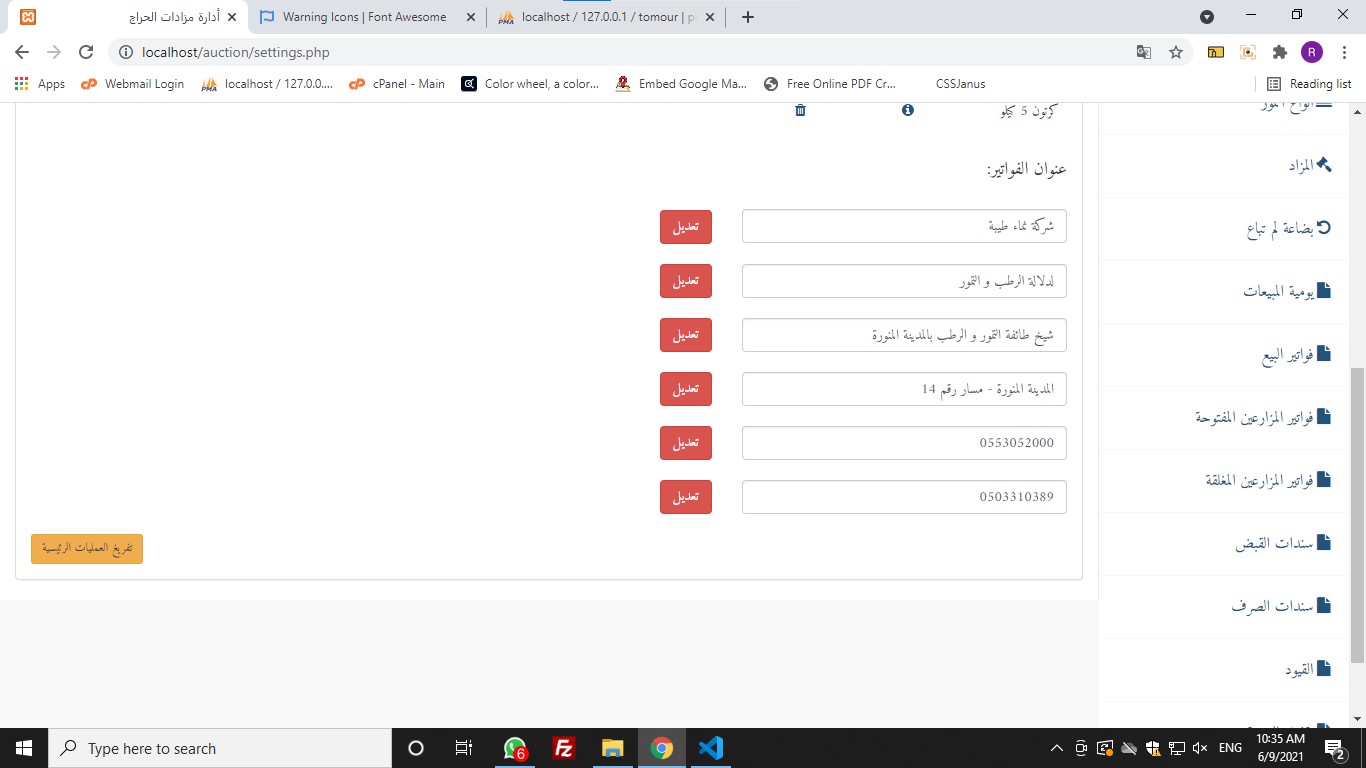 أدارة مزادات الحراج
Warning Icons | Font Awesome
localhost / 127.0.0.1 / tomour | p
localhost/auction/settings.php
R
Apps
Webmail Login
localhost / 127.0.0....
cPanel - Main
Color wheel, a color...
Embed Google Ma...
Free Online PDF Cr...
CSSJanus
Reading list
كرتون 5 كيلو
عنوان الفواتير:
شركة نماء طيبة
تعديل
لدلالة الرطب و التمور
تعديل
شيخ طائفة التمور و الرطب بالمدينة المنورة
تعديل
المدينة المنورة - مسار رقم 14
تعديل
0553052000
تعديل
0503310389
تعديل
تفريغ العمليات الرئيسية
المزاد
بضاعة لم تباع
يومية المبيعات
فواتير البيع
فواتير المزارعين المفتوحة
فواتير المزارعين المغلقة
سندات القبض
سندات الصرف
القيود
Type here to search
6
ENG
10:35 AM
6/9/2021
2